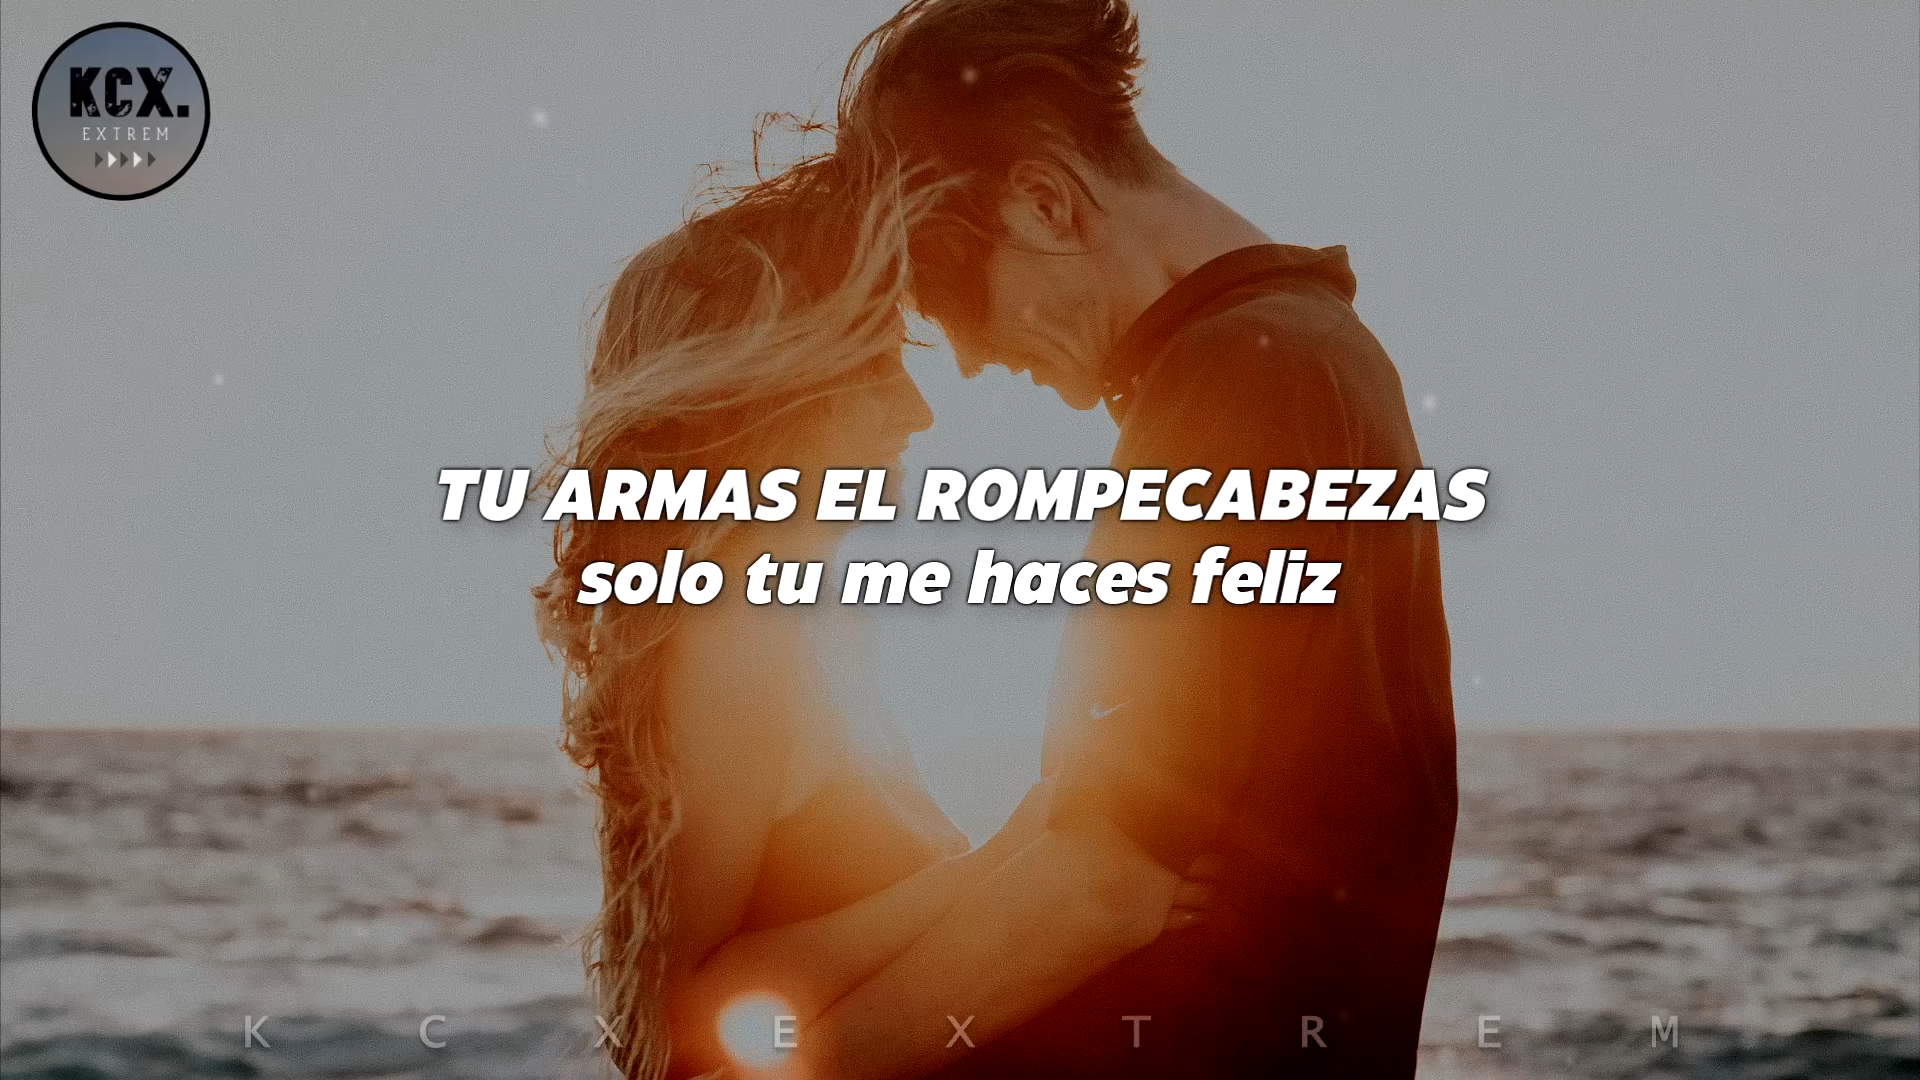 KCX.
EXTREM
TU ARMAS EL ROMPECABEZAS
solo tu me haces feliz
K C X E X T R E M